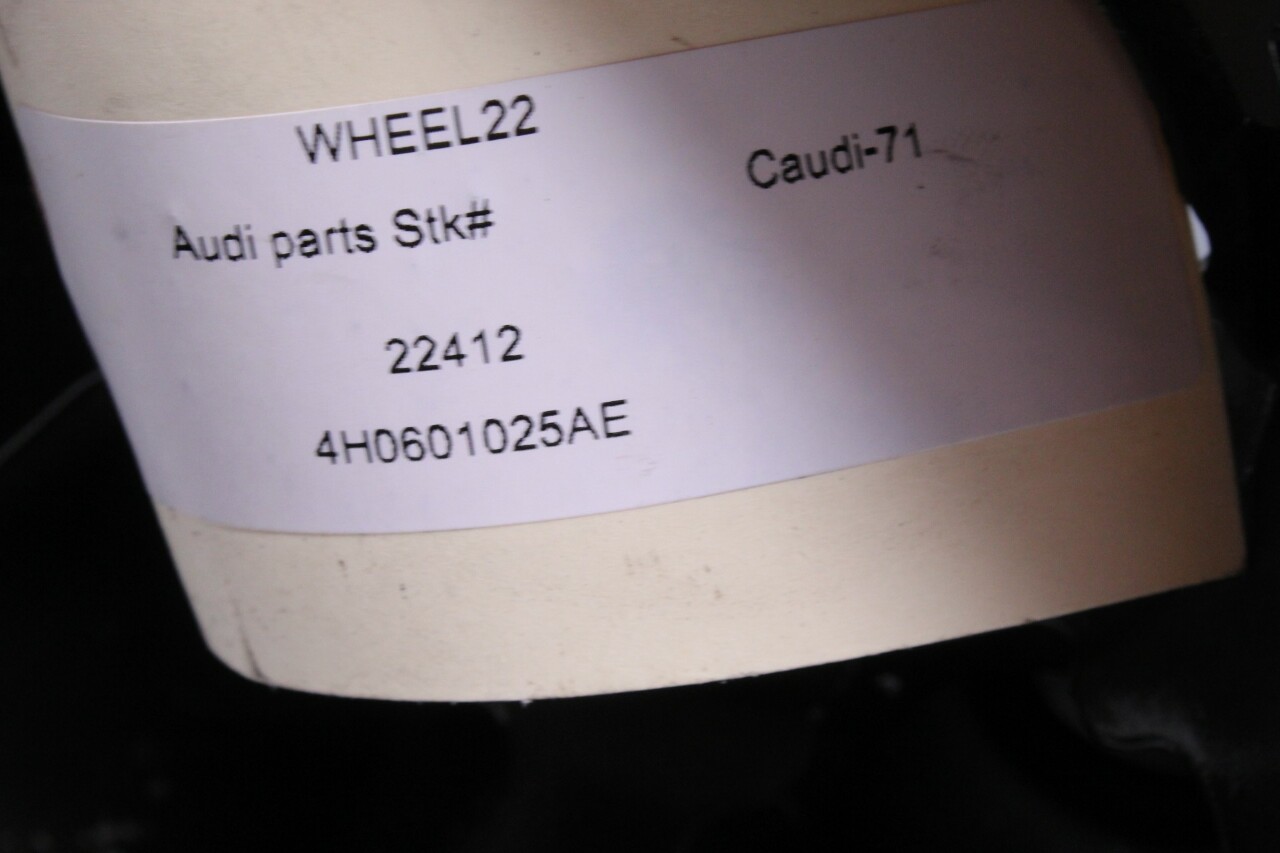 WHEEL22
Caudi-71
Audi parts Stk#
22412
4H0601025AE